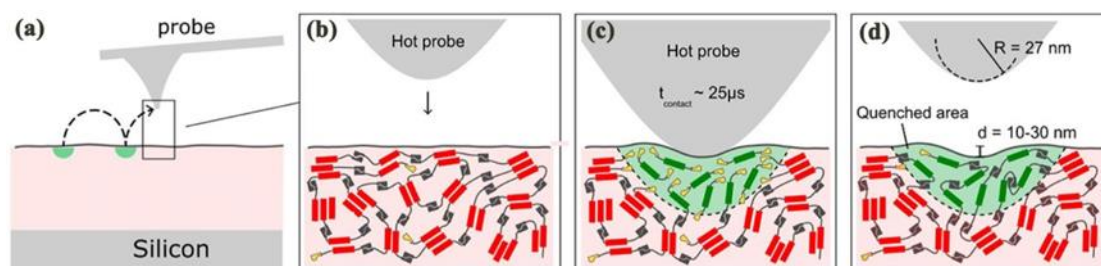 (a)
probe
Silicon
(b)
Hot probe
(c)
Hot probe
t contact ~ 25μs
(d)
R = 27 nm
Quenched area
d = 10-30 nm